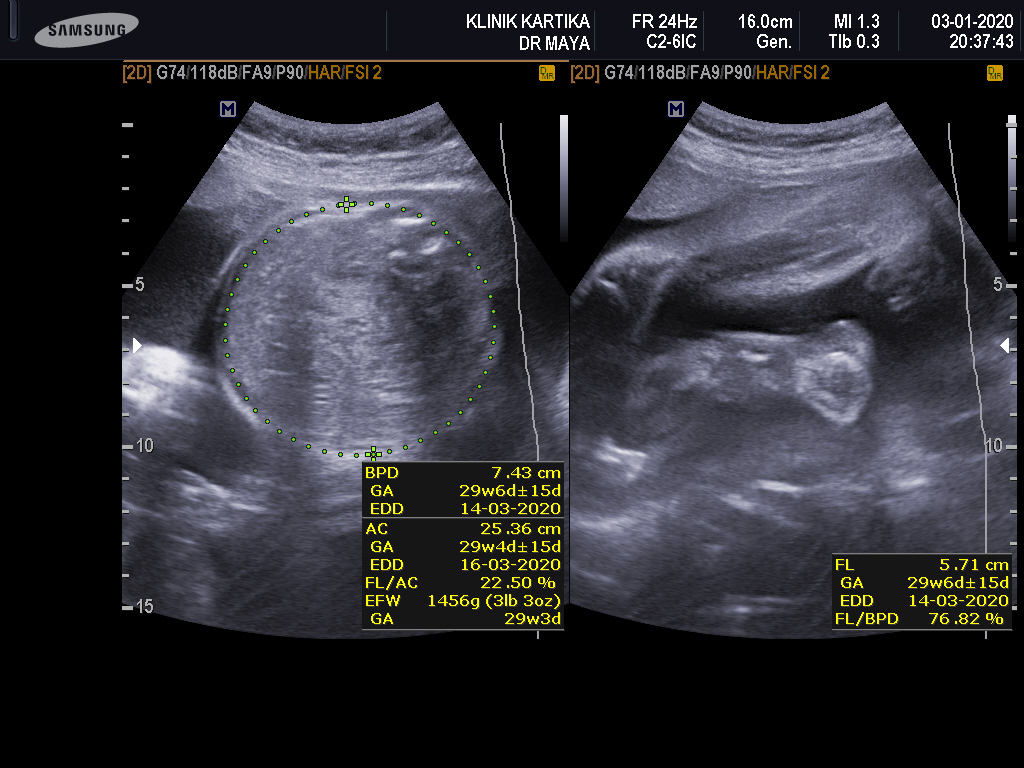 SAMSUNG
KLINIK KARTIKA
DR MAYA
FR 24Hz
C2-6IC
16.0cm
Gen.
MI 1.3
TIb 0.3
03-01-2020
20:37:43
[2D] G74/118dB/FA9/P90/HAR/FSI 2
DMR
[2D] G74/118dB/FA9/P90/HAR/FSI 2
DMR
M
M
5
10
15
BPD 7.43 cm
GA 29w6d±15d
EDD 14-03-2020
AC 25.36 cm
GA 29w4d±15d
EDD 16-03-2020
FL/AC 22.50 %
EFW 1456g (3lb 3oz)
GA 29w3d
5
10
FL 5.71 cm
GA 29w6d±15d
EDD 14-03-2020
FL/BPD 76.82 %